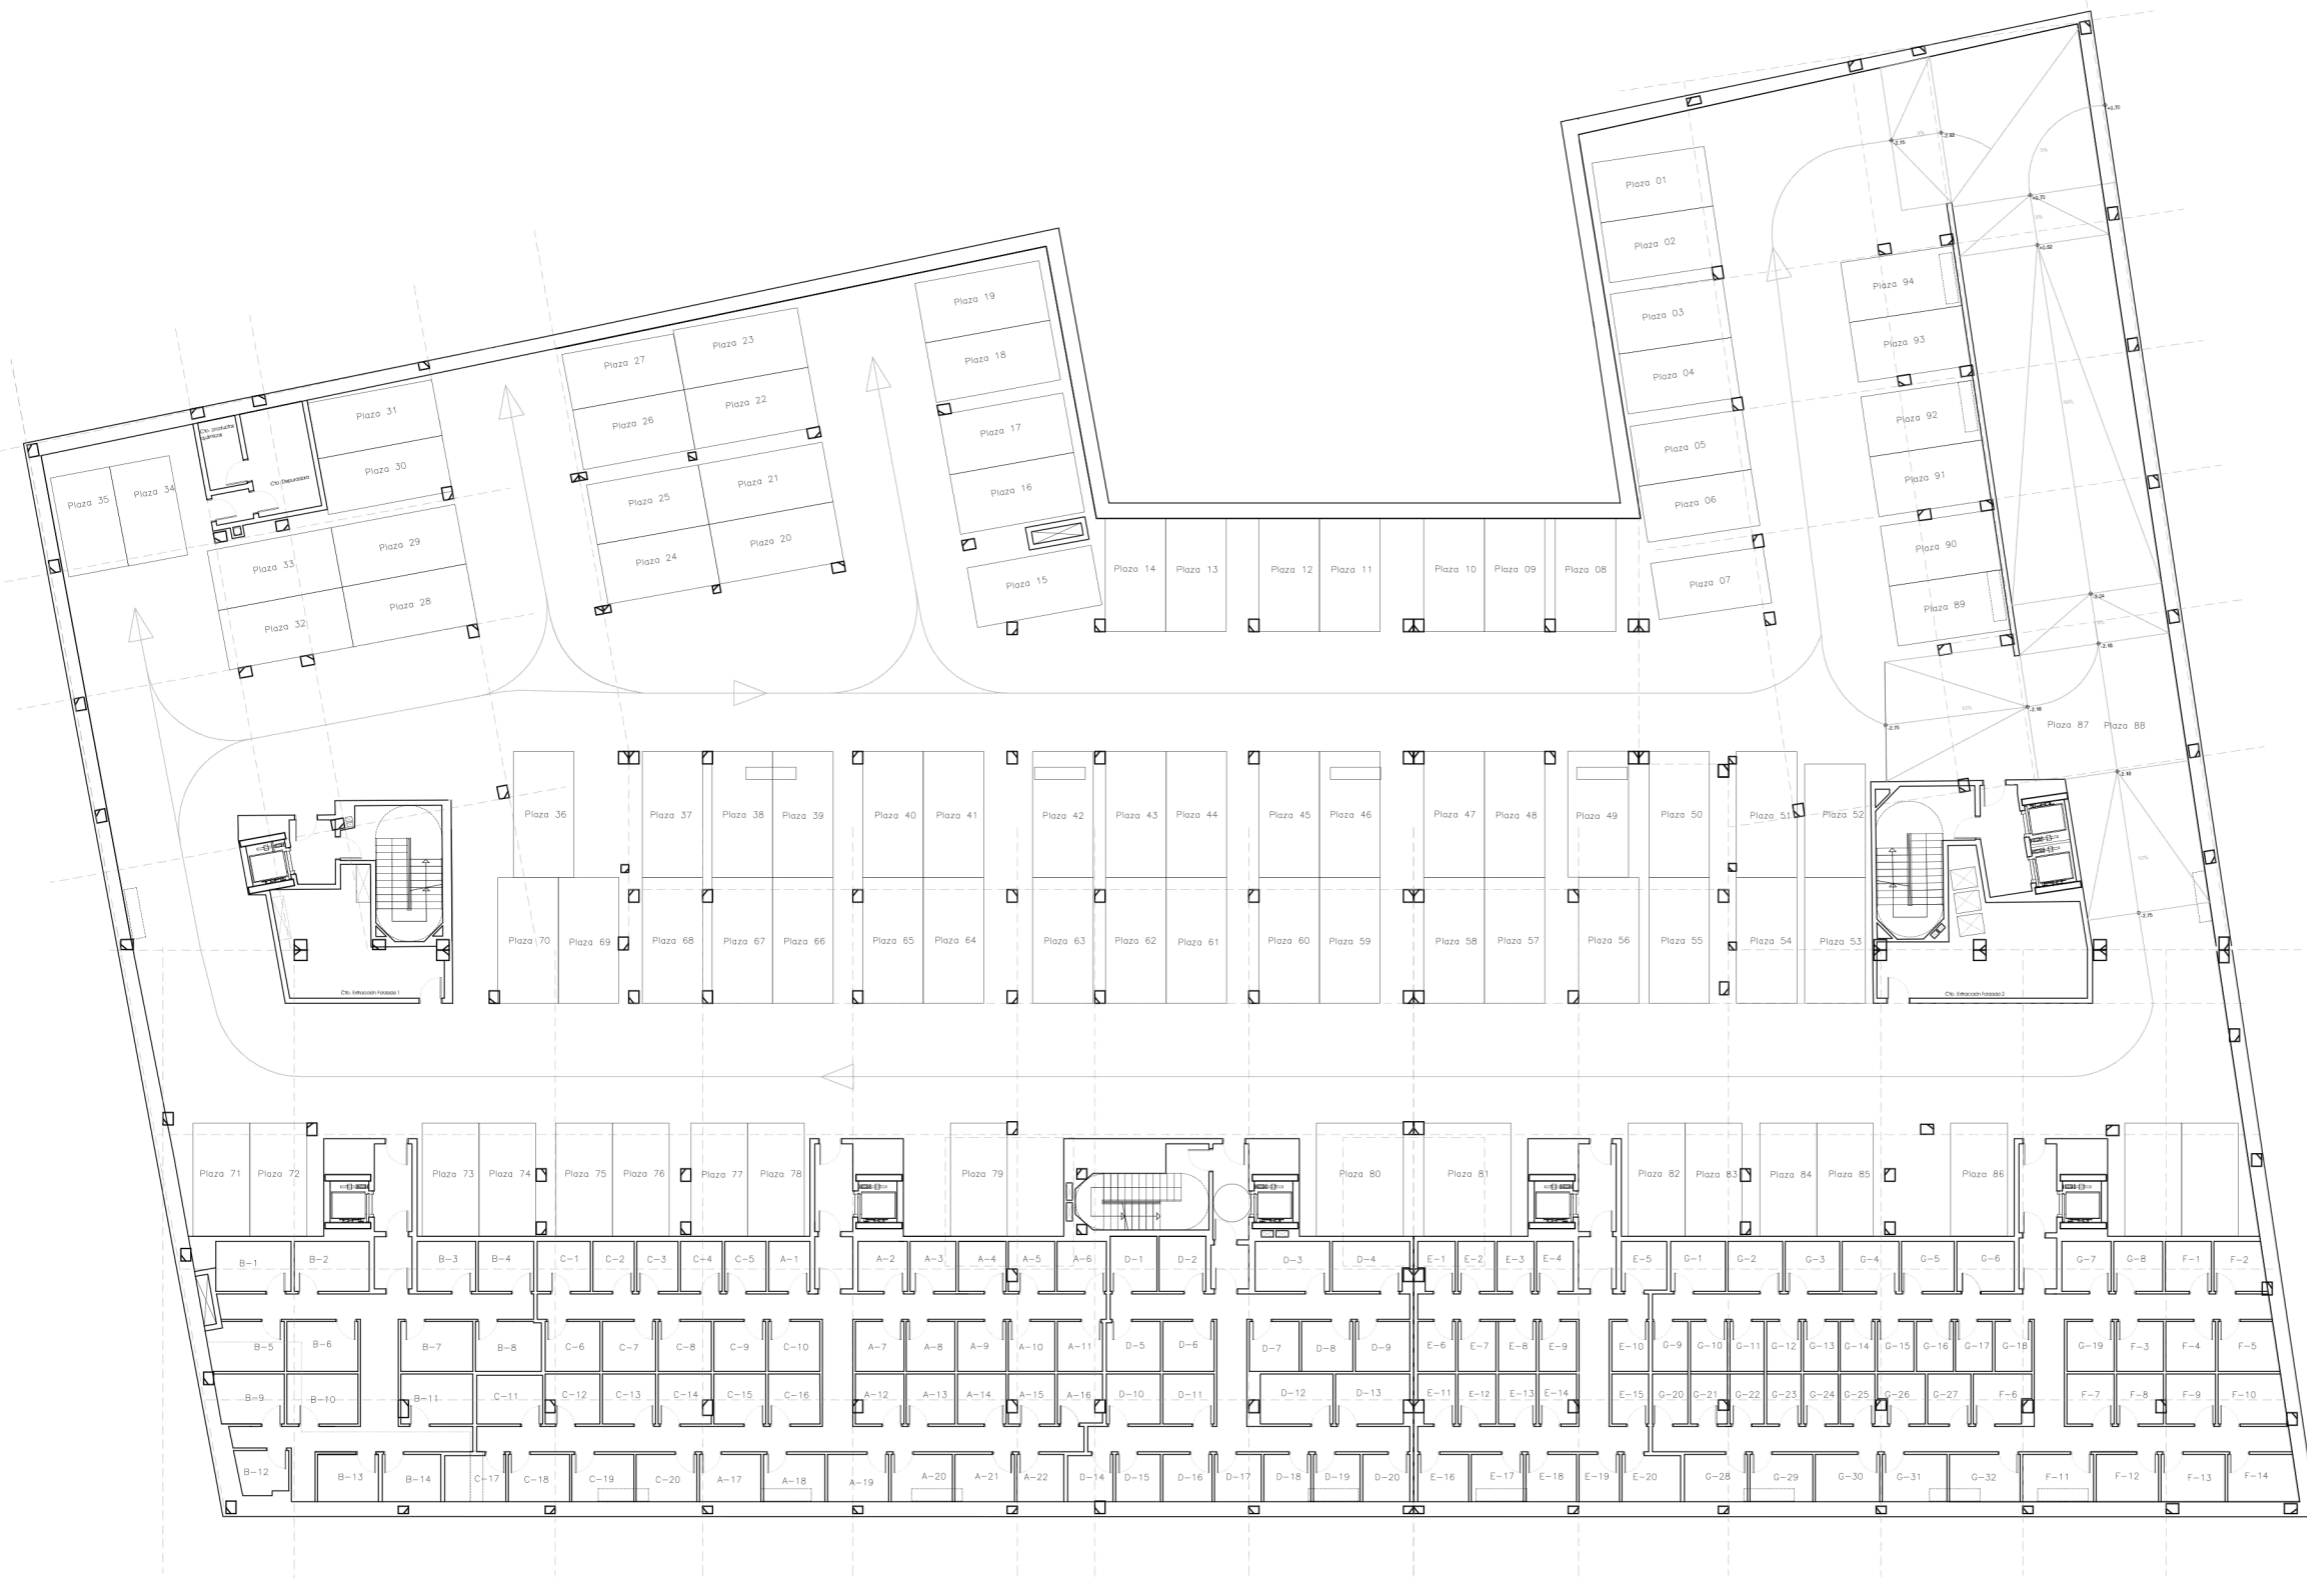 Plaza 01
Plaza 02
Plaza 03
Plaza 04
Plaza 05
Plaza 06
Plaza 07
Plaza 94
Plaza 93
Plaza 92
Plaza 91
Plaza 90
Plaza 89
Plaza 87
Plaza 88
Plaza 19
Plaza 18
Plaza 17
Plaza 16
Plaza 15
Plaza 14
Plaza 13
Plaza 12
Plaza 11
Plaza 10
Plaza 09
Plaza 08
Plaza 27
Plaza 23
Plaza 26
Plaza 22
Plaza 25
Plaza 21
Plaza 24
Plaza 20
Plaza 31
Plaza 30
Cto. productos
químicos
Cto. Depuradora
Plaza 35
Plaza 34
Plaza 33
Plaza 29
Plaza 32
Plaza 28
Plaza 36
Plaza 37
Plaza 38
Plaza 39
Plaza 40
Plaza 41
Plaza 42
Plaza 43
Plaza 44
Plaza 45
Plaza 46
Plaza 47
Plaza 48
Plaza 49
Plaza 50
Plaza 51
Plaza 52
Plaza 70
Plaza 69
Plaza 68
Plaza 67
Plaza 66
Plaza 65
Plaza 64
Plaza 63
Plaza 62
Plaza 61
Plaza 60
Plaza 59
Plaza 58
Plaza 57
Plaza 56
Plaza 55
Plaza 54
Plaza 53
Cto. Extracción Forzada 1
Cto. Extracción Forzada 2
Plaza 71
Plaza 72
Plaza 73
Plaza 74
Plaza 75
Plaza 76
Plaza 77
Plaza 78
Plaza 79
Plaza 80
Plaza 81
Plaza 82
Plaza 83
Plaza 84
Plaza 85
Plaza 86
B-1
B-2
B-3
B-4
C-1
C-2
C-3
C-4
C-5
A-1
A-2
A-3
A-4
A-5
A-6
D-1
D-2
D-3
D-4
E-1
E-2
E-3
E-4
E-5
G-1
G-2
G-3
G-4
G-5
G-6
G-7
G-8
F-1
F-2
B-5
B-6
B-7
B-8
C-6
C-7
C-8
C-9
C-10
A-7
A-8
A-9
A-10
A-11
D-5
D-6
D-7
D-8
D-9
E-6
E-7
E-8
E-9
E-10
G-9
G-10
G-11
G-12
G-13
G-14
G-15
G-16
G-17
G-18
G-19
F-3
F-4
F-5
B-9
B-10
B-11
C-11
C-12
C-13
C-14
C-15
C-16
A-12
A-13
A-14
A-15
A-16
D-10
D-11
D-12
D-13
E-11
E-12
E-13
E-14
E-15
G-20
G-21
G-22
G-23
G-24
G-25
G-26
G-27
F-6
F-7
F-8
F-9
F-10
B-12
B-13
B-14
C-17
C-18
C-19
C-20
A-17
A-18
A-19
A-20
A-21
A-22
D-14
D-15
D-16
D-17
D-18
D-19
D-20
E-16
E-17
E-18
E-19
E-20
G-28
G-29
G-30
G-31
G-32
F-11
F-12
F-13
F-14